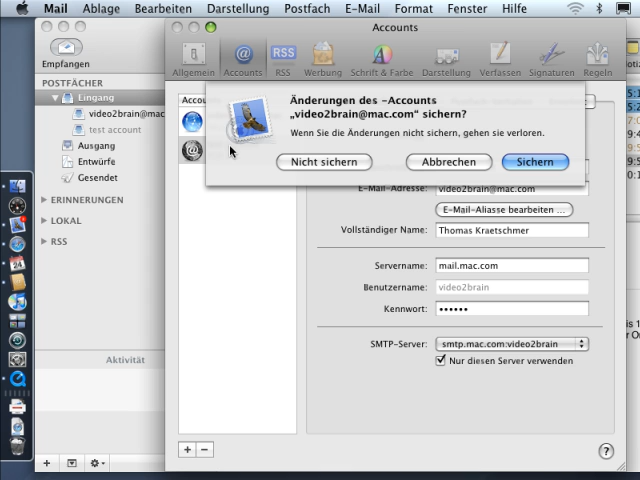 Mail Ablage Bearbeiten Darstellung Postfach E-Mail Format Fenster Hilfe
Accounts
Empfangen
Allgemein Accounts RSS Werbung Schrift & Farbe Darstellung Verfassen Signaturen Regeln
RSS
POSTFÄCHER
Eingang
video2brain@mac
test account
Ausgang
Entwürfe
Gesendet
ERINNERUNGEN
LOKAL
RSS
Aktivität
Accou
Änderungen des -Accounts
„video2brain@mac.com“ sichern?
Wenn Sie die Änderungen nicht sichern, gehen sie verloren.
Nicht sichern Abbrechen Sichern
E-Mail-Adresse: video2brain@mac.com
E-Mail-Aliasse bearbeiten ...
Vollständiger Name: Thomas Kraetschmer
Servername: mail.mac.com
Benutzername: video2brain
Kennwort: ••••••
SMTP-Server: smtp.mac.com:video2brain
Nur diesen Server verwenden